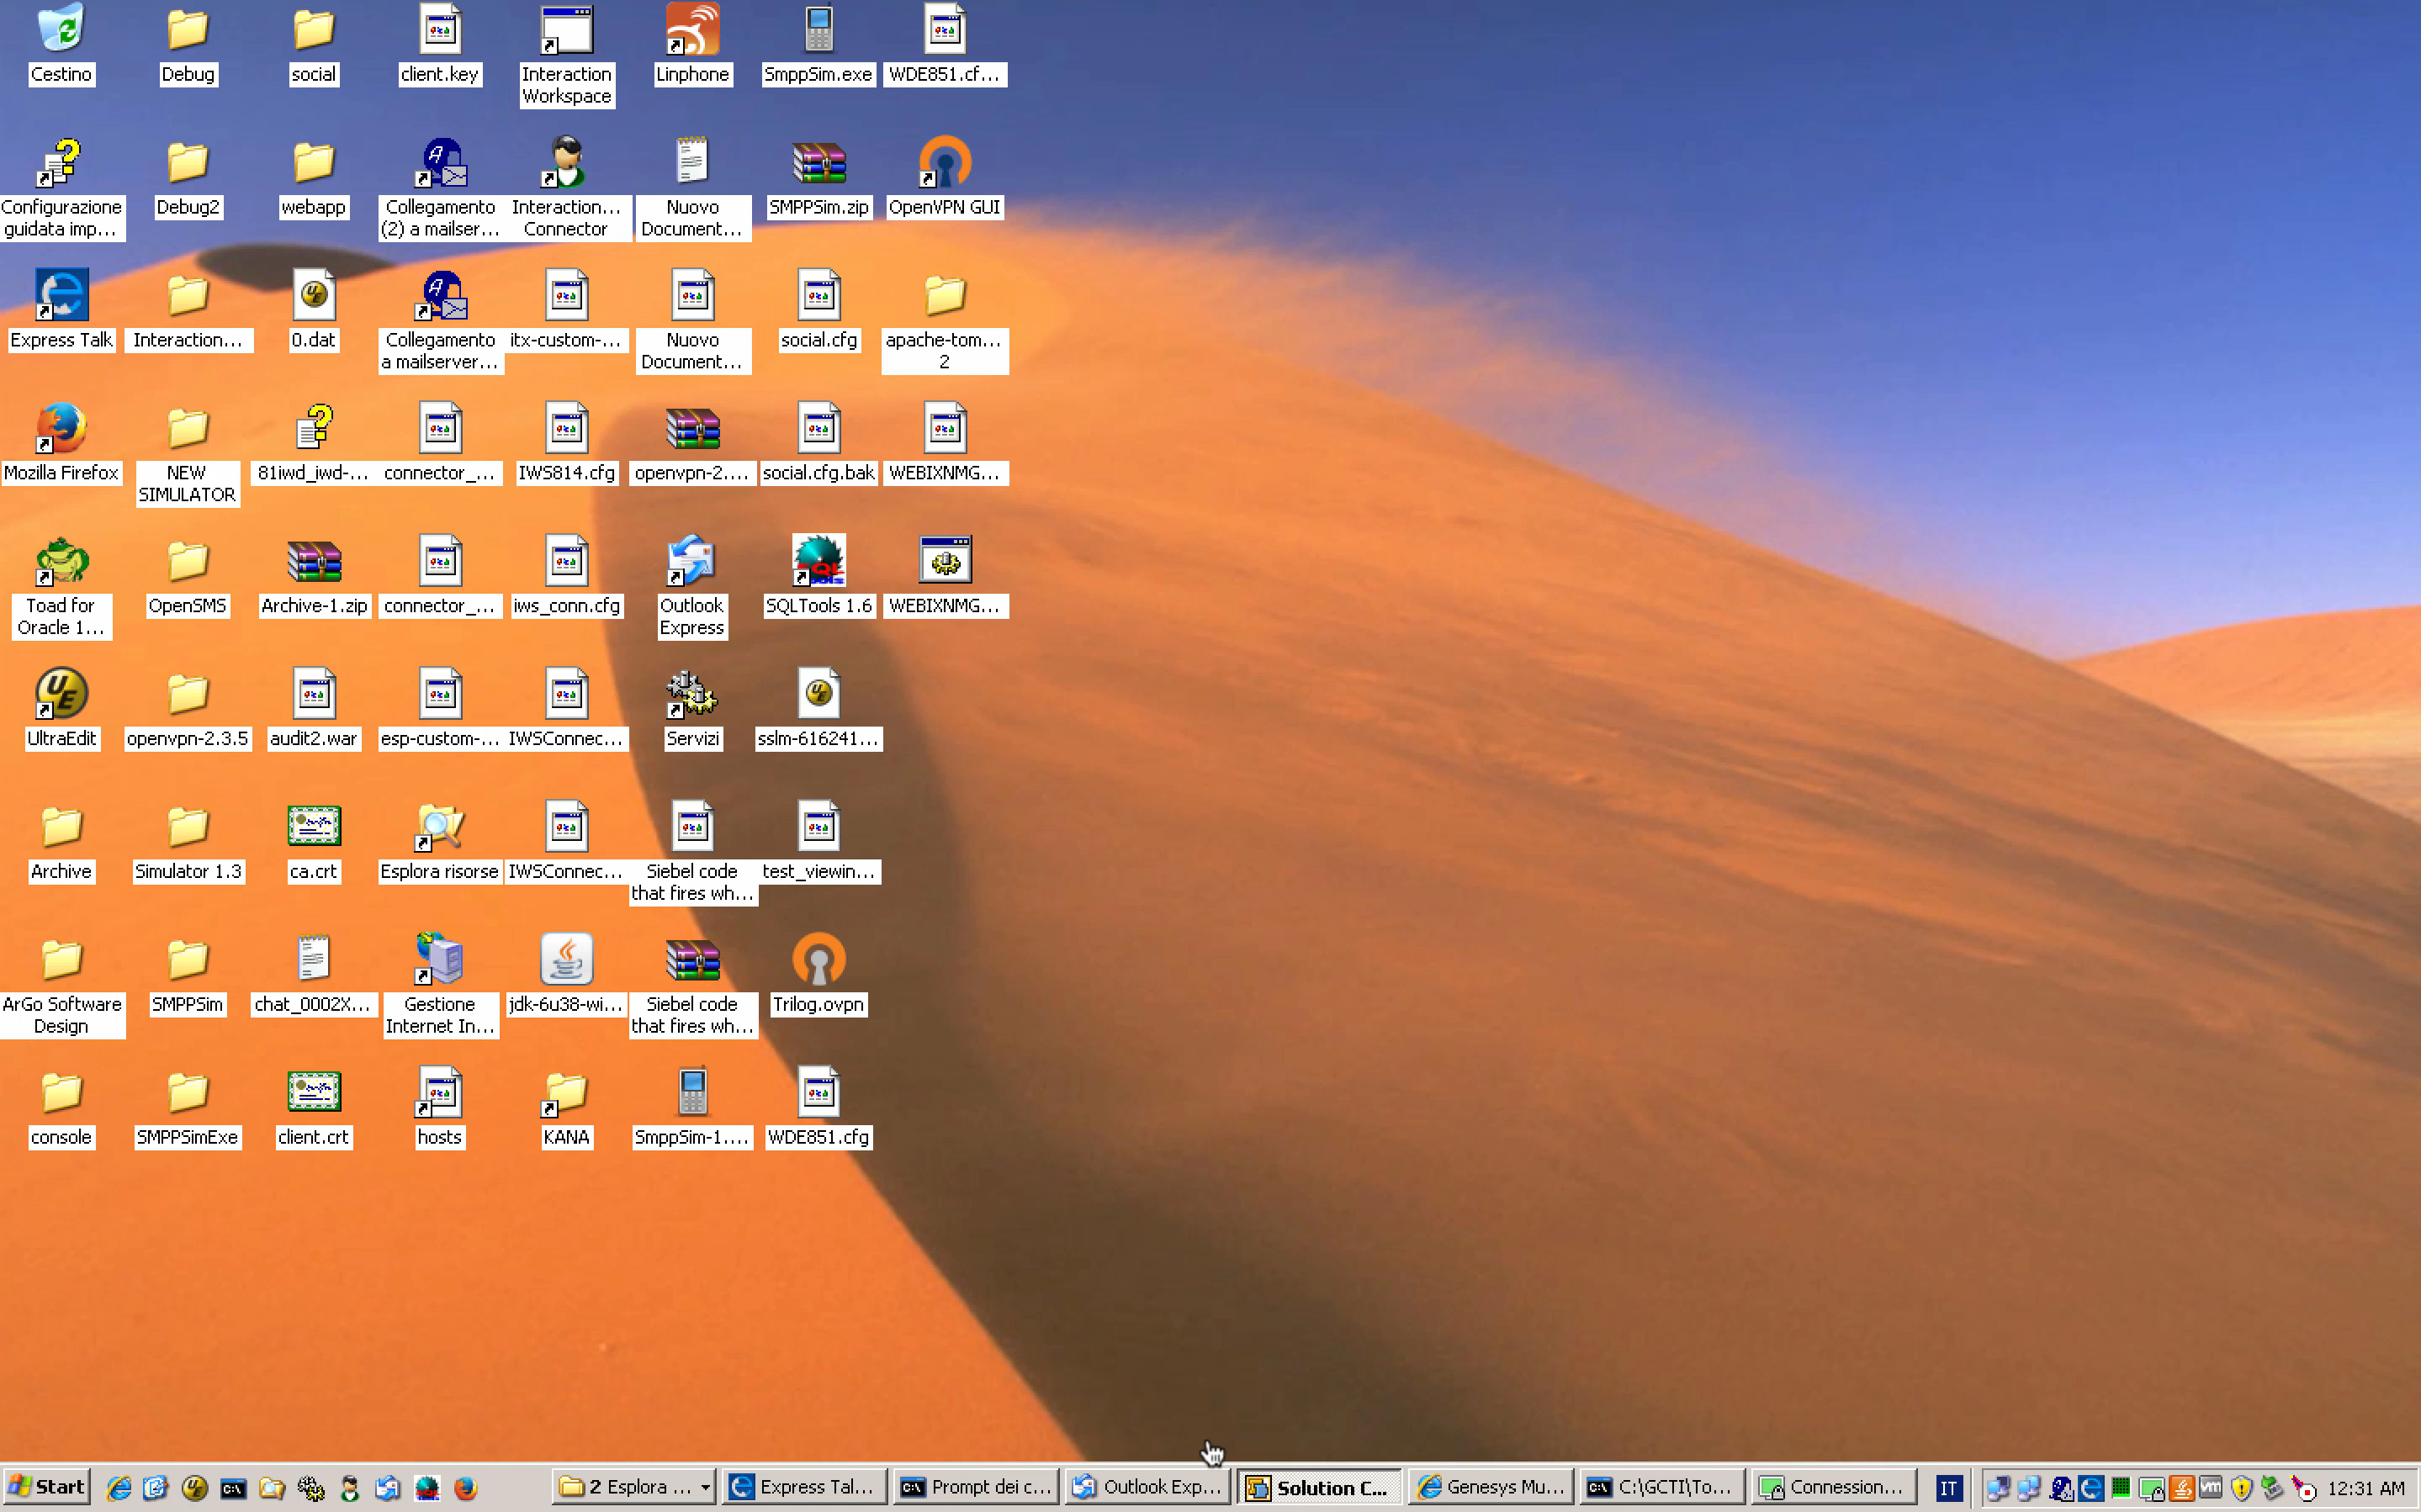 Cestino
Debug
social
client.key
Interaction
Workspace
Linphone
SmppSim.exe
WDE851.cf...
Configurazione
guidata imp...
Debug2
webapp
Collegamento
(2) a mailser...
Interaction...
Connector
Nuovo
Document...
SMPPSim.zip
OpenVPN GUI
Express Talk
Interaction...
0.dat
Collegamento
a mailserver...
itx-custom-...
Nuovo
Document...
social.cfg
apache-tom...
2
Mozilla Firefox
NEW
SIMULATOR
81iwd_iwd-...
connector_...
IWS814.cfg
openvpn-2....
social.cfg.bak
WEBIXNMG...
Toad for
Oracle 1...
OpenSMS
Archive-1.zip
connector_...
iws_conn.cfg
Outlook
Express
SQLTools 1.6
WEBIXNMG...
UltraEdit
openvpn-2.3.5
audit2.war
esp-custom-...
IWSConnec...
Servizi
sslm-616241...
Archive
Simulator 1.3
ca.crt
Esplora risorse
IWSConnec...
Siebel code
that fires wh...
test_viewin...
ArGo Software
Design
SMPPSim
chat_0002X...
Gestione
Internet In...
jdk-6u38-wi...
Siebel code
that fires wh...
Trilog.ovpn
console
SMPPSimExe
client.crt
hosts
KANA
SmppSim-1....
WDE851.cfg
Start
2 Esplora ...
Express Tal...
Prompt dei c...
Outlook Exp...
Solution C...
Genesys Mu...
C:\GCTI\To...
Connession...
IT
12:31 AM